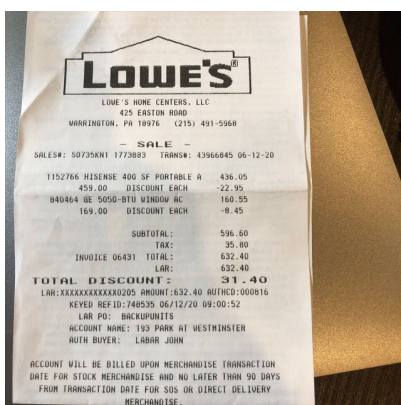 LOWE'S®
LOWE'S HOME CENTERS, LLC
425 EASTON ROAD
WARRINGTON, PA 18976 (215) 491-5968
- SALE -
SALES#: S0735KN1 1773883 TRANS#: 43966845 06-12-20
1152766 HISENSE 400 SF PORTABLE A 436.05
459.00 DISCOUNT EACH -22.95
840464 GE 5050-BTU WINDOW AC 160.55
169.00 DISCOUNT EACH -8.45
SUBTOTAL: 596.60
TAX: 35.80
INVOICE 06431 TOTAL: 632.40
LAR: 632.40
TOTAL DISCOUNT: 31.40
LAR:XXXXXXXXXXXX0205 AMOUNT:632.40 AUTHCD:000816
KEYED REFID:748535 06/12/20 09:00:52
LAR PO: BACKUPUNITS
ACCOUNT NAME: 193 PARK AT WESTMINSTER
AUTH BUYER: LABAR JOHN
ACCOUNT WILL BE BILLED UPON MERCHANDISE TRANSACTION
DATE FOR STOCK MERCHANDISE AND NO LATER THAN 90 DAYS
FROM TRANSACTION DATE FOR SOS OR DIRECT DELIVERY
MERCHANDISE.